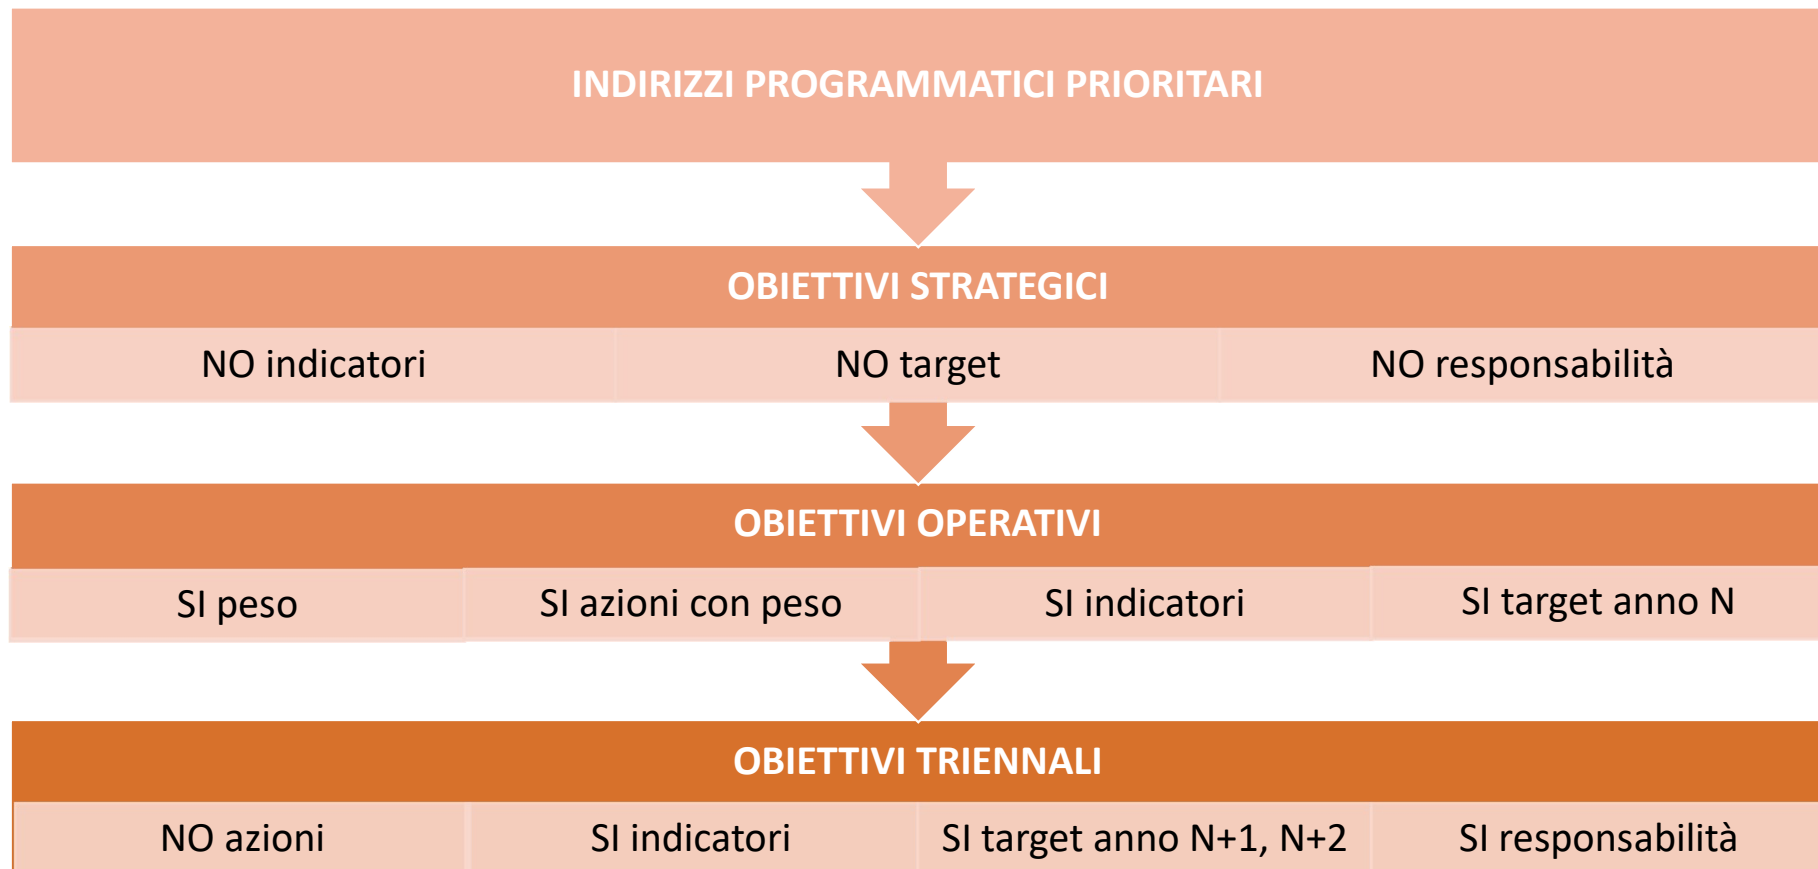 INDIRIZZI PROGRAMMATICI PRIORITARI
OBIETTIVI STRATEGICI
NO indicatori
NO target
NO responsabilità
OBIETTIVI OPERATIVI
SI peso
SI azioni con peso
SI indicatori
SI target anno N
OBIETTIVI TRIENNALI
NO azioni
SI indicatori
SI target anno N+1, N+2
SI responsabilità